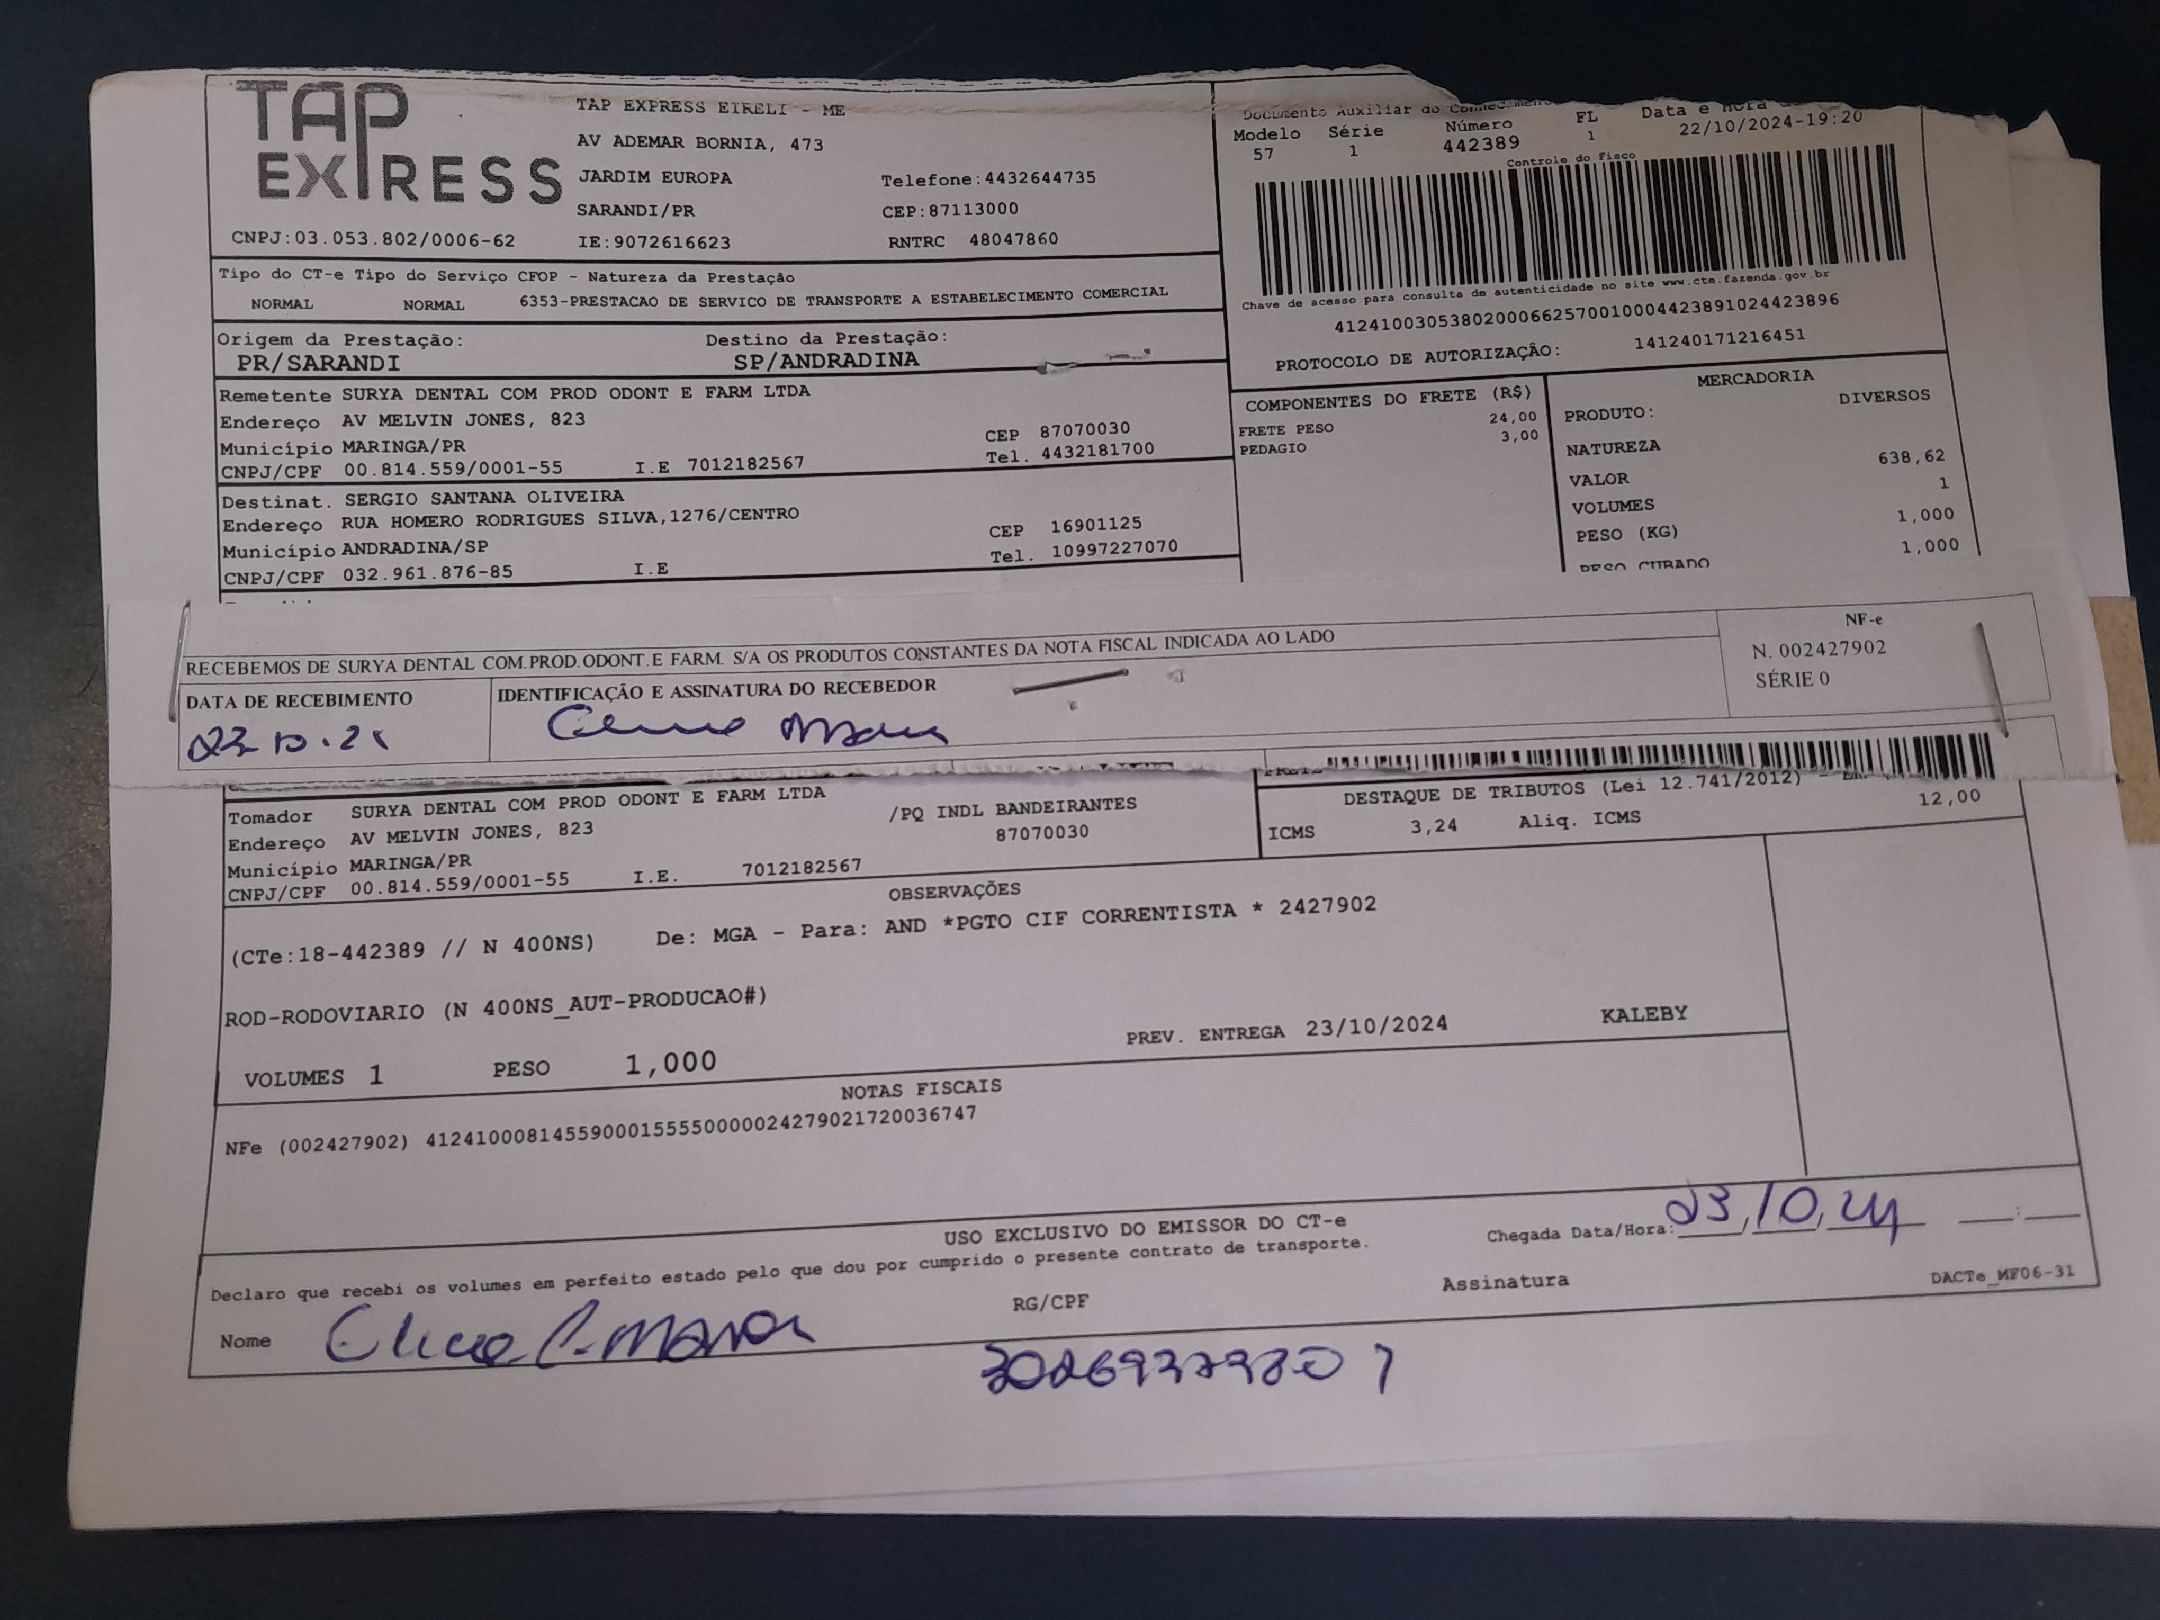 TAP EXPRESS
TAP EXPRESS EIRELI - ME
AV ADEMAR BORNIA, 473
JARDIM EUROPA Telefone:4432644735
SARANDI/PR CEP:87113000
CNPJ:03.053.802/0006-62 IE:9072616623 RNTRC 48047860
Documento Auxiliar do
Modelo Série Número FL Data e Hora
57 1 442389 1 22/10/2024-19:20
Controle do Fisco
Chave de acesso para consulta de autenticidade no site www.cte.fazenda.gov.br
41241003053802000662570010004423891024423896
PROTOCOLO DE AUTORIZAÇÃO: 141240171216451
Tipo do CT-e Tipo do Serviço CFOP - Natureza da Prestação
NORMAL NORMAL 6353-PRESTACAO DE SERVICO DE TRANSPORTE A ESTABELECIMENTO COMERCIAL
Origem da Prestação: Destino da Prestação:
PR/SARANDI SP/ANDRADINA
Remetente SURYA DENTAL COM PROD ODONT E FARM LTDA
Endereço AV MELVIN JONES, 823
Município MARINGA/PR CEP 87070030
CNPJ/CPF 00.814.559/0001-55 I.E 7012182567 Tel. 4432181700
Destinat. SERGIO SANTANA OLIVEIRA
Endereço RUA HOMERO RODRIGUES SILVA,1276/CENTRO
Município ANDRADINA/SP CEP 16901125
CNPJ/CPF 032.961.876-85 I.E Tel. 10997227070
COMPONENTES DO FRETE (R$)
FRETE PESO 24,00
PEDAGIO 3,00
MERCADORIA
PRODUTO: DIVERSOS
NATUREZA
VALOR 638,62
VOLUMES 1
PESO (KG) 1,000
PESO CUBADO 1,000
RECEBEMOS DE SURYA DENTAL COM.PROD.ODONT.E FARM. S/A OS PRODUTOS CONSTANTES DA NOTA FISCAL INDICADA AO LADO
NF-e
N. 002427902
SÉRIE 0
DATA DE RECEBIMENTO IDENTIFICAÇÃO E ASSINATURA DO RECEBEDOR
FRETE
Tomador SURYA DENTAL COM PROD ODONT E FARM LTDA
Endereço AV MELVIN JONES, 823 /PQ INDL BANDEIRANTES
Município MARINGA/PR 87070030
CNPJ/CPF 00.814.559/0001-55 I.E. 7012182567
DESTAQUE DE TRIBUTOS (Lei 12.741/2012) -
ICMS 3,24 Aliq. ICMS 12,00
OBSERVAÇÕES
(CTe:18-442389 // N 400NS) De: MGA - Para: AND *PGTO CIF CORRENTISTA * 2427902
ROD-RODOVIARIO (N 400NS_AUT-PRODUCAO#)
PREV. ENTREGA 23/10/2024 KALEBY
VOLUMES 1 PESO 1,000
NOTAS FISCAIS
NFe (002427902) 41241000814559000155550000024279021720036747
USO EXCLUSIVO DO EMISSOR DO CT-e
Declaro que recebi os volumes em perfeito estado pelo que dou por cumprido o presente contrato de transporte.
Chegada Data/Hora: 23/10/24
Nome RG/CPF Assinatura
DACTe_MF06-31